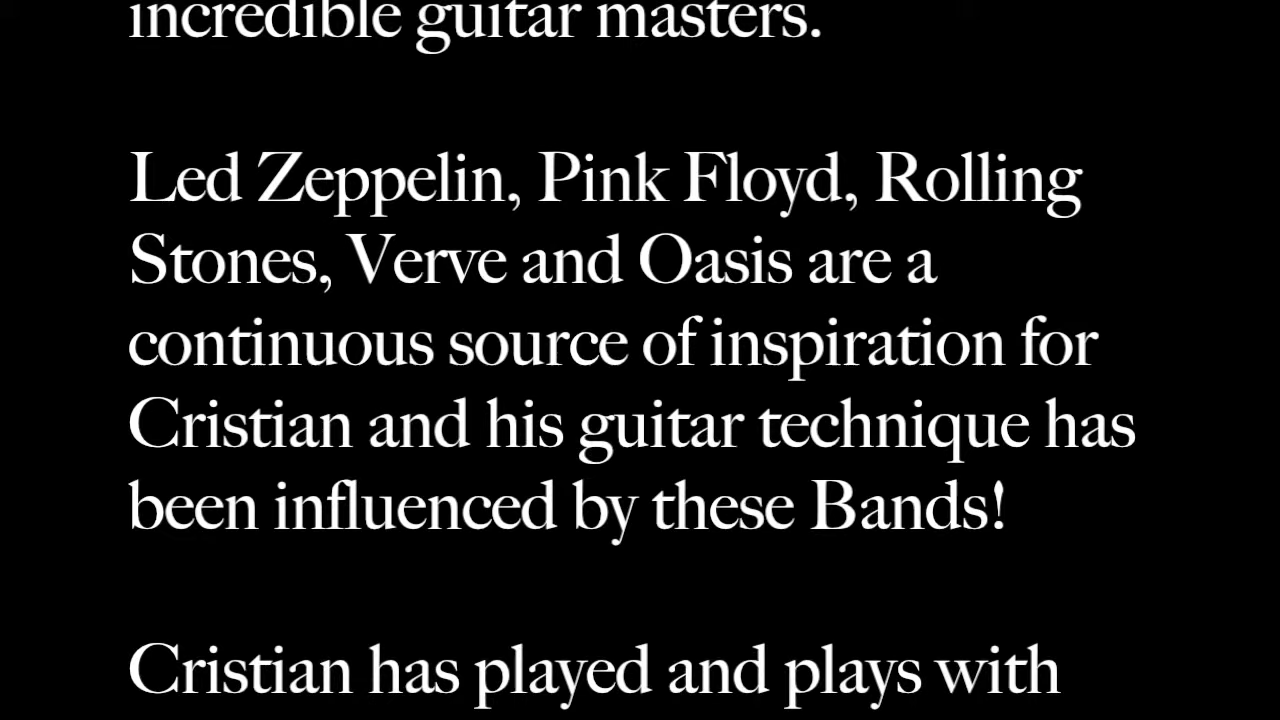 incredible guitar masters.
Led Zeppelin, Pink Floyd, Rolling
Stones, Verve and Oasis are a
continuous source of inspiration for
Cristian and his guitar technique has
been influenced by these Bands!
Cristian has played and plays with